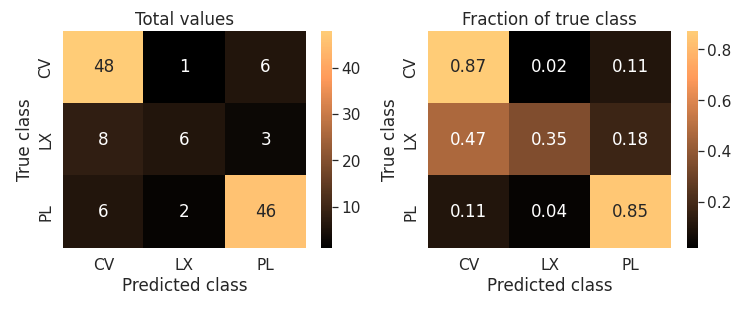 Total values
CV 48 1 6
LX 8 6 3
PL 6 2 46
CV LX PL
Predicted class
True class
40
30
20
10
Fraction of true class
CV 0.87 0.02 0.11
LX 0.47 0.35 0.18
PL 0.11 0.04 0.85
CV LX PL
Predicted class
True class
0.8
0.6
0.4
0.2